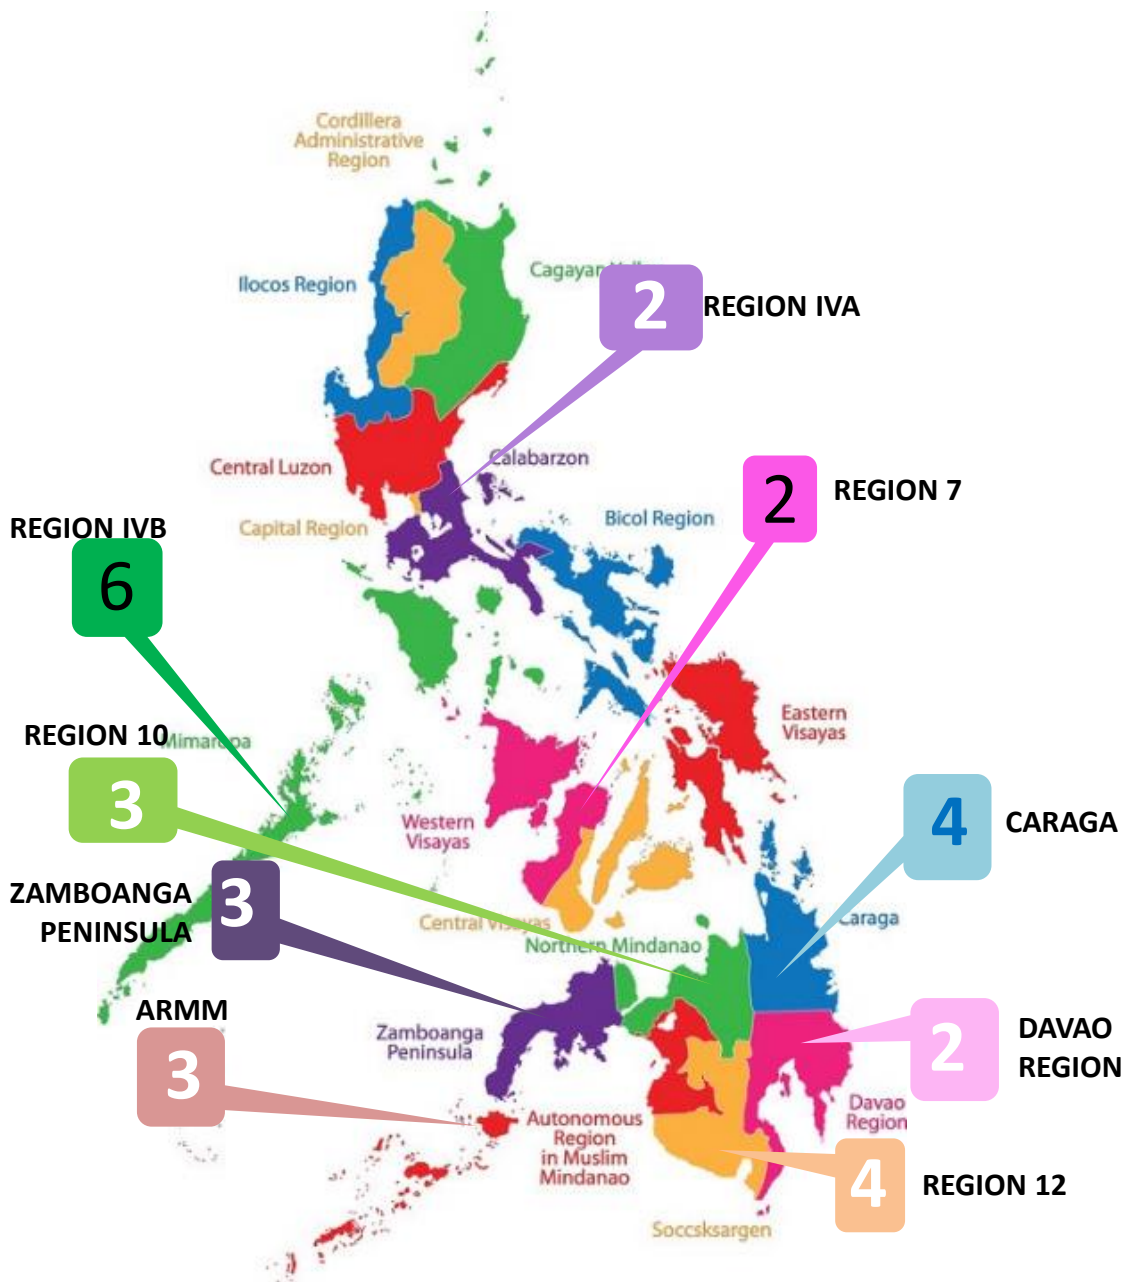 Cordillera
Administrative
Region
Ilocos Region
Cagayan
2
REGION IVA
Central Luzon
Calabarzon
2
REGION 7
Capital Region
Bicol Region
REGION IVB
6
REGION 10
Mimaropa
3
Eastern
Visayas
Western
Visayas
4
CARAGA
ZAMBOANGA
PENINSULA
3
Central Visayas
Caraga
Northern Mindanao
ARMM
3
Zamboanga
Peninsula
2
DAVAO
REGION
Davao
Region
Autonomous
Region
in Muslim
Mindanao
4
REGION 12
Soccsksargen